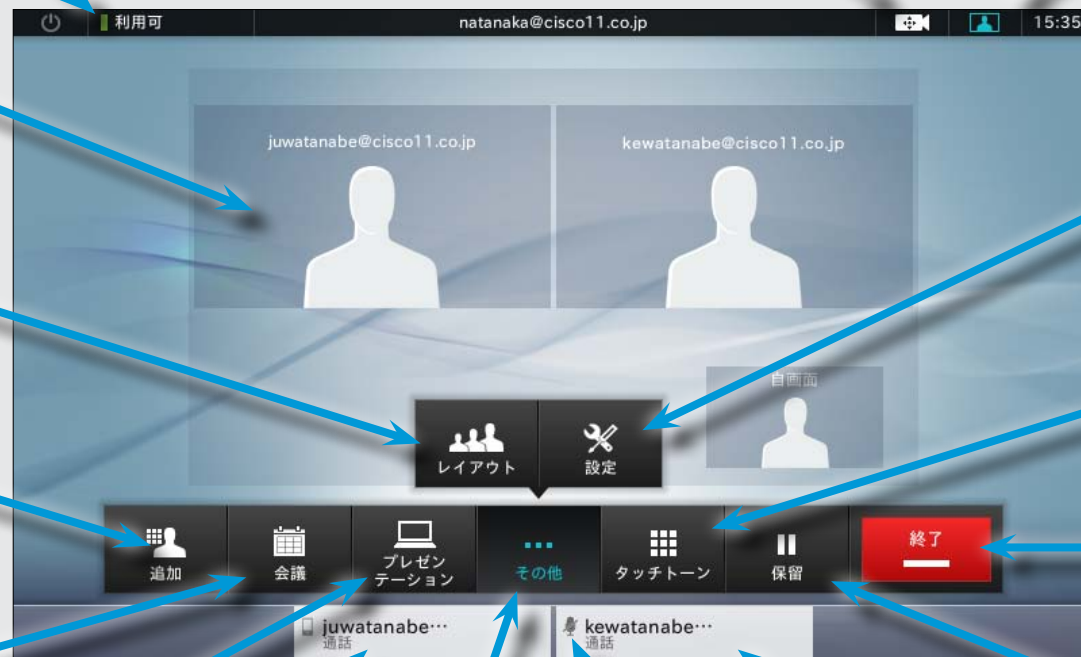 利用可
natanaka@cisco11.co.jp
15:35
juwatanabe@cisco11.co.jp
kewatanabe@cisco11.co.jp
自画面
レイアウト
設定
追加
会議
プレゼン
テーション
その他
タッチトーン
保留
終了
juwatanabe…
通話
kewatanabe…
通話